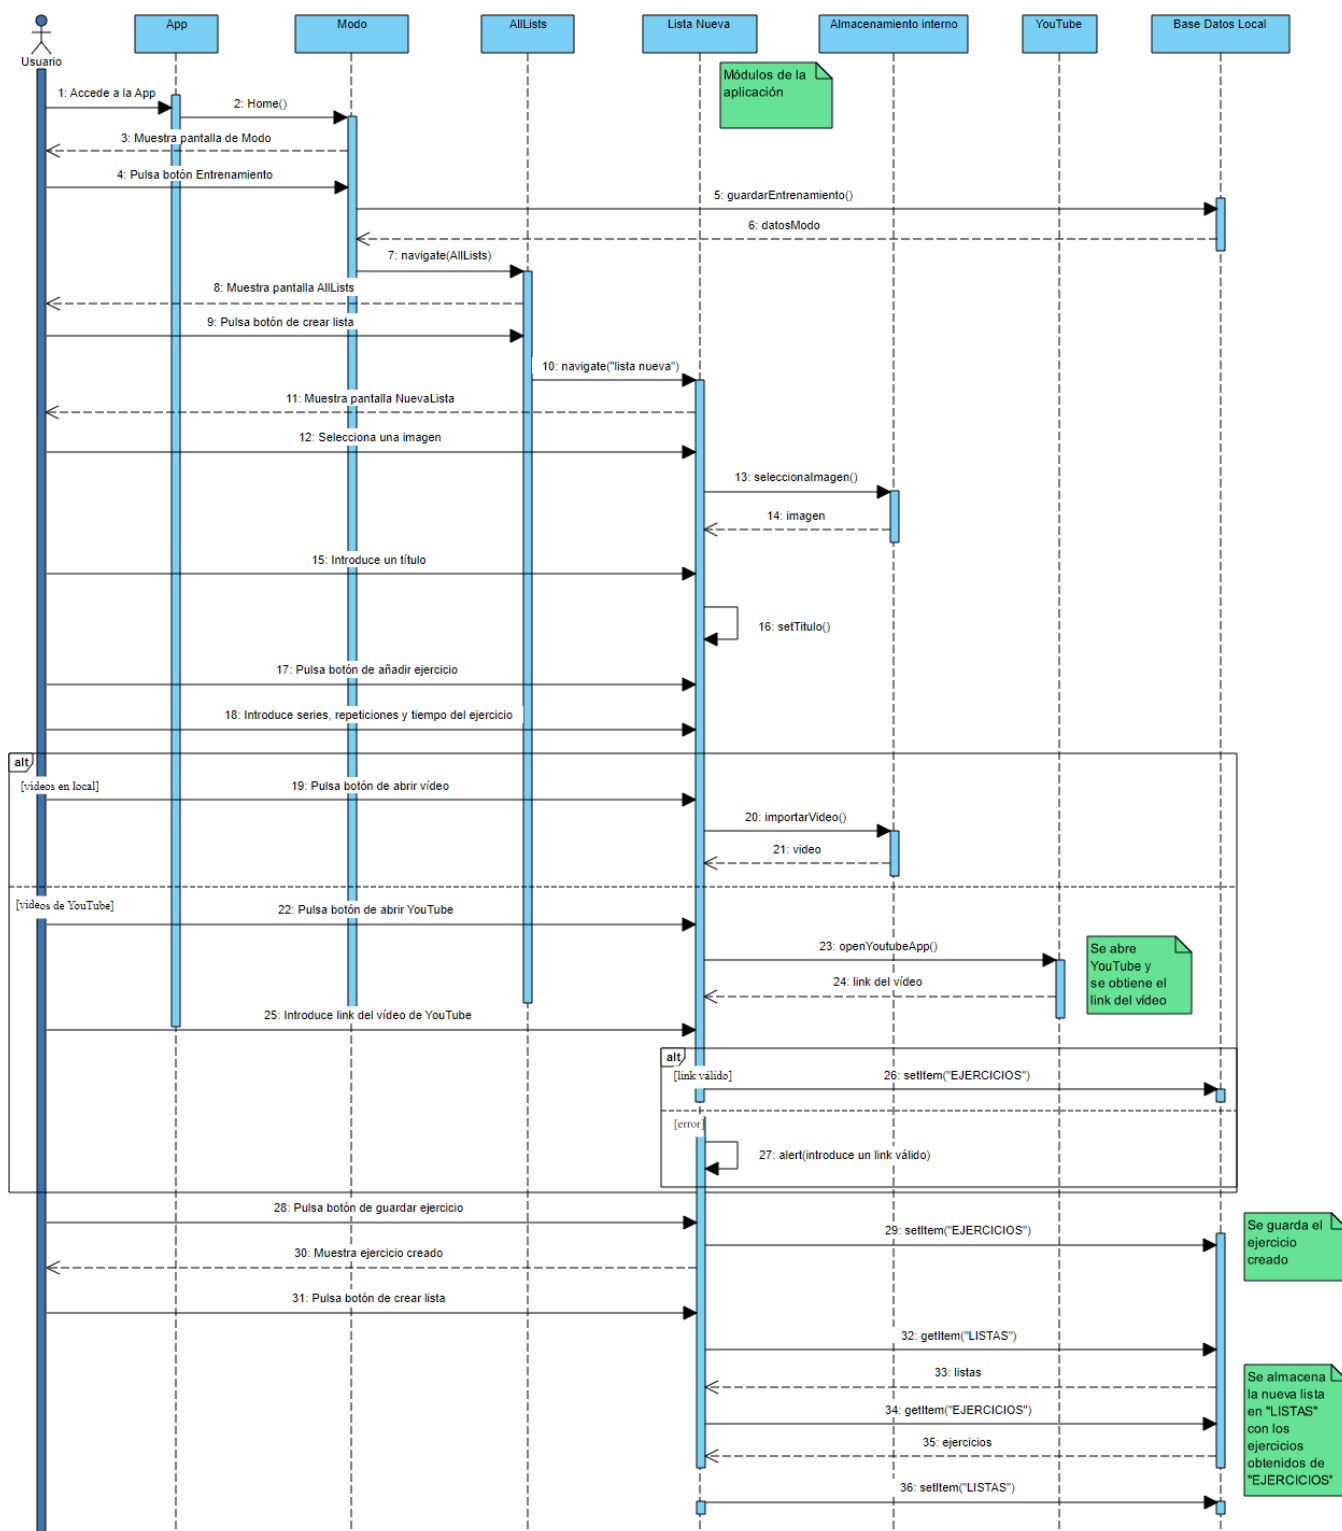 Usuario
App
Modo
AllLists
Lista Nueva
Almacenamiento interno
YouTube
Base Datos Local
Módulos de la
aplicación
1: Accede a la App
2: Home()
3: Muestra pantalla de Modo
4: Pulsa botón Entrenamiento
5: guardarEntrenamiento()
6: datosModo
7: navigate(AllLists)
8: Muestra pantalla AllLists
9: Pulsa botón de crear lista
10: navigate("lista nueva")
11: Muestra pantalla NuevaLista
12: Selecciona una imagen
13: seleccionaImagen()
14: imagen
15: Introduce un título
16: setTitulo()
17: Pulsa botón de añadir ejercicio
18: Introduce series, repeticiones y tiempo del ejercicio
alt
[videos en local]
19: Pulsa botón de abrir vídeo
20: importarVideo()
21: video
[videos de YouTube]
22: Pulsa botón de abrir YouTube
23: openYoutubeApp()
Se abre
YouTube y
se obtiene el
link del vídeo
24: link del vídeo
25: Introduce link del vídeo de YouTube
alt
[link válido]
26: setItem("EJERCICIOS")
[error]
27: alert(introduce un link válido)
28: Pulsa botón de guardar ejercicio
29: setItem("EJERCICIOS")
Se guarda el
ejercicio
creado
30: Muestra ejercicio creado
31: Pulsa botón de crear lista
32: getItem("LISTAS")
33: listas
34: getItem("EJERCICIOS")
35: ejercicios
Se almacena
la nueva lista
en "LISTAS"
con los
ejercicios
obtenidos de
"EJERCICIOS"
36: setItem("LISTAS")